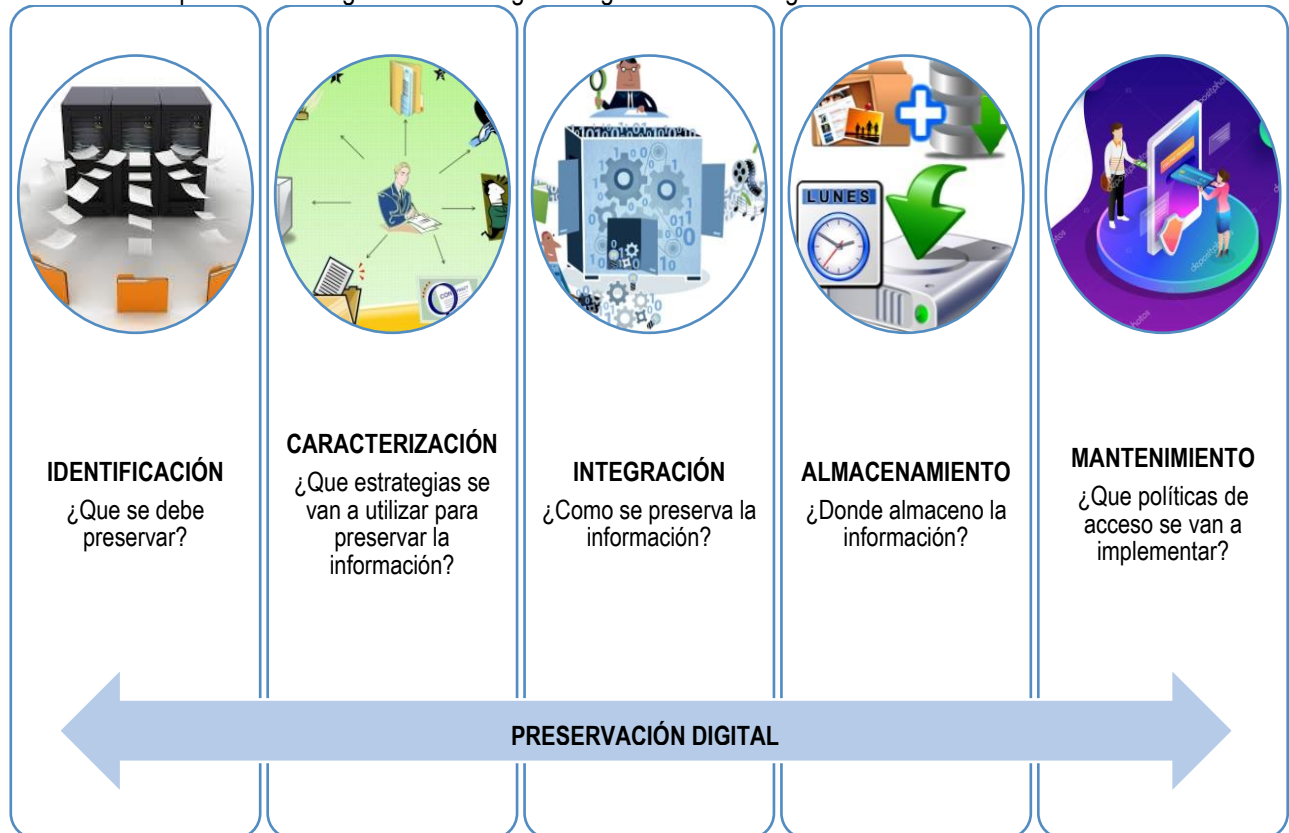 IDENTIFICACIÓN
¿Que se debe
preservar?
CARACTERIZACIÓN
¿Que estrategias se
van a utilizar para
preservar la
información?
INTEGRACIÓN
¿Como se preserva la
información?
LUNES
ALMACENAMIENTO
¿Donde almaceno la
información?
depositphotos
MANTENIMIENTO
¿Que políticas de
acceso se van a
implementar?
PRESERVACIÓN DIGITAL